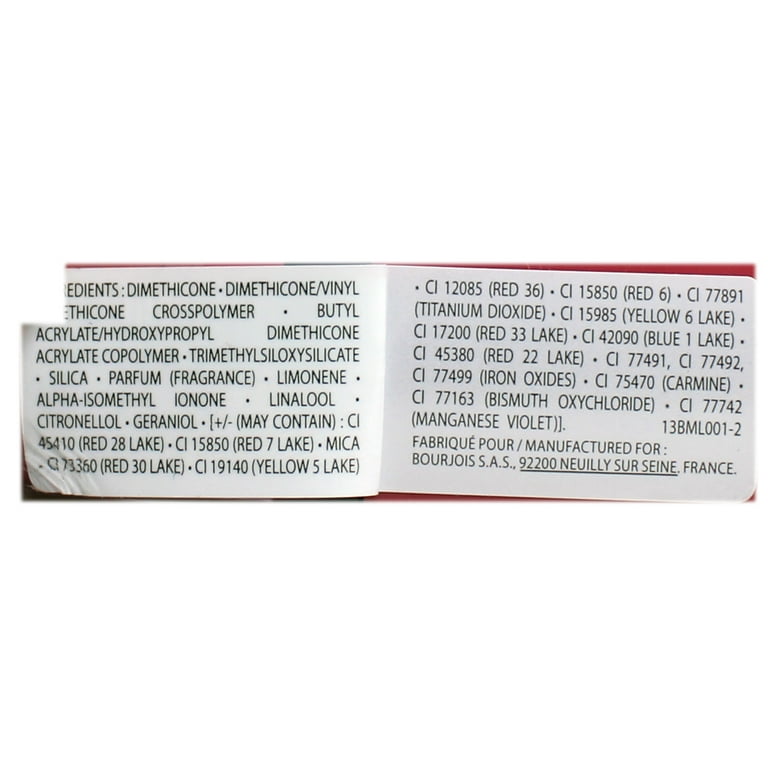 EDIENTS : DIMETHICONE • DIMETHICONE/VINYL
ETHICONE CROSSPOLYMER • BUTYL
ACRYLATE/HYDROXYPROPYL DIMETHICONE
ACRYLATE COPOLYMER • TRIMETHYLSILOXYSILICATE
• SILICA • PARFUM (FRAGRANCE) • LIMONENE •
ALPHA-ISOMETHYL IONONE • LINALOOL •
CITRONELLOL • GERANIOL • [+/- (MAY CONTAIN) : CI
45410 (RED 28 LAKE) • CI 15850 (RED 7 LAKE) • MICA
- CI 73360 (RED 30 LAKE) • CI 19140 (YELLOW 5 LAKE)
• CI 12085 (RED 36) • CI 15850 (RED 6) • CI 77891
(TITANIUM DIOXIDE) • CI 15985 (YELLOW 6 LAKE) •
CI 17200 (RED 33 LAKE) • CI 42090 (BLUE 1 LAKE) •
CI 45380 (RED 22 LAKE) • CI 77491, CI 77492,
CI 77499 (IRON OXIDES) • CI 75470 (CARMINE) •
CI 77163 (BISMUTH OXYCHLORIDE) • CI 77742
(MANGANESE VIOLET)]. 13BML001-2
FABRIQUÉ POUR / MANUFACTURED FOR :
BOURJOIS S.A.S., 92200 NEUILLY SUR SEINE, FRANCE.